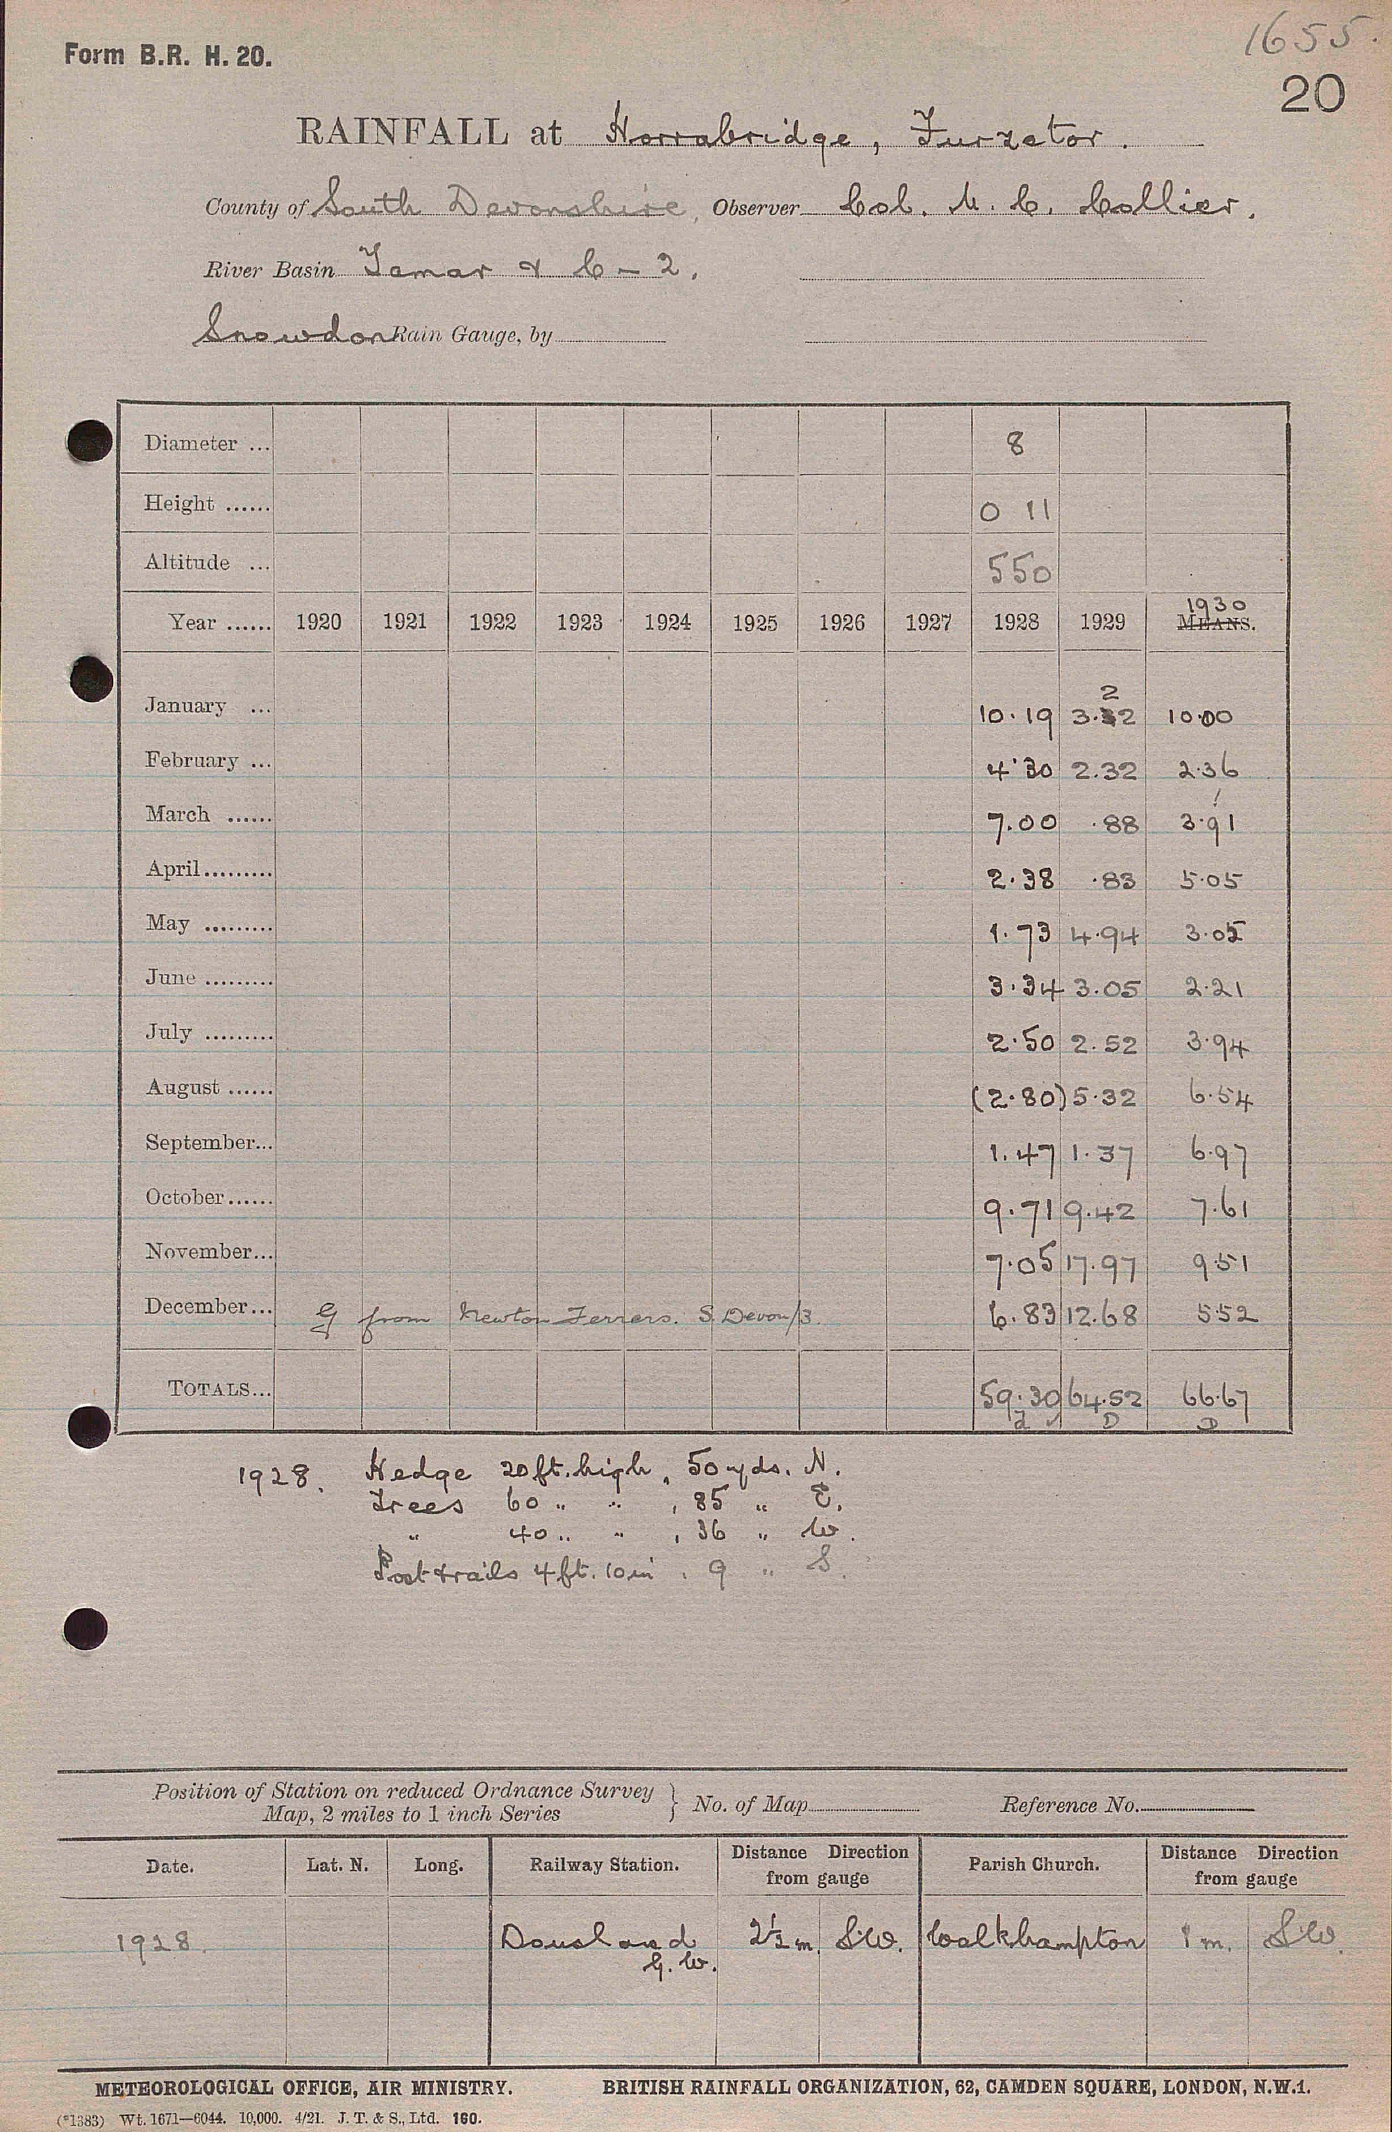 1655.
Form B.R. H. 20.
20
RAINFALL at Horrabridge, Furzetor.
County of South Devonshire, Observer Col. M. C. Collier.
River Basin Tamar & C – 2.
Snowdon Rain Gauge, by
Diameter ... 8
Height ...... 0 11
Altitude ... 550
Year ...... 1920 1921 1922 1923 1924 1925 1926 1927 1928 1929 1930 MEANS.
January ... 10.19 3.22 10.00
February ... 4.30 2.32 2.36
March ...... 7.00 .88 3.91
April......... 2.38 .83 5.05
May ......... 1.73 4.94 3.05
June ......... 3.34 3.05 2.21
July ......... 2.50 2.52 3.94
August ...... (2.80) 5.32 6.54
September... 1.47 1.37 6.97
October...... 9.71 9.42 7.61
November... 7.05 17.97 9.51
December... G from Newton Ferrers. S. Devon/3. 6.83 12.68 5.52
TOTALS... 59.30 64.52 66.67
D D
1928. Hedge 20 ft. high, 50 yds. N.
Trees 60 " " , 85 " E.
" 40 " " , 36 " W.
Post & rails 4 ft. 10 in , 9 " S.
Position of Station on reduced Ordnance Survey Map, 2 miles to 1 inch Series } No. of Map Reference No.
Date. Lat. N. Long. Railway Station. Distance Direction from gauge Parish Church. Distance Direction from gauge
1928. Dousland G.W. 2½ m. S.W. Walkhampton 1 m. S.W.
METEOROLOGICAL OFFICE, AIR MINISTRY. BRITISH RAINFALL ORGANIZATION, 62, CAMDEN SQUARE, LONDON, N.W.1.
(*1383) Wt. 1671—6044. 10,000. 4/21. J. T. & S., Ltd. 160.